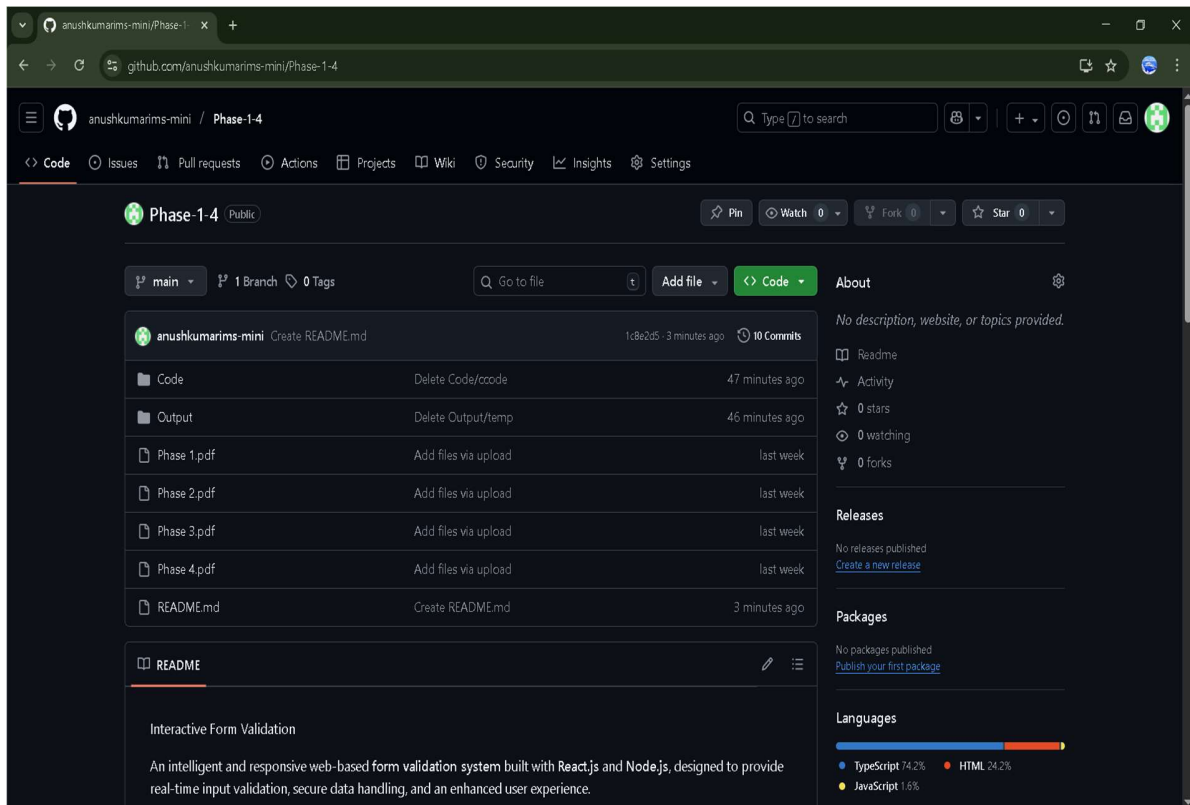 anushkumarims-mini/Phase-1-
github.com/anushkumarims-mini/Phase-1-4
anushkumarims-mini / Phase-1-4
Type / to search
Code Issues Pull requests Actions Projects Wiki Security Insights Settings
Phase-1-4 Public
Pin Watch 0 Fork 0 Star 0
main 1 Branch 0 Tags
Go to file t Add file Code
anushkumarims-mini Create README.md 1c8e2d5 · 3 minutes ago 10 Commits
Code Delete Code/ccode 47 minutes ago
Output Delete Output/temp 46 minutes ago
Phase 1.pdf Add files via upload last week
Phase 2.pdf Add files via upload last week
Phase 3.pdf Add files via upload last week
Phase 4.pdf Add files via upload last week
README.md Create README.md 3 minutes ago
README
Interactive Form Validation
An intelligent and responsive web-based form validation system built with React.js and Node.js, designed to provide
real-time input validation, secure data handling, and an enhanced user experience.
About
No description, website, or topics provided.
Readme
Activity
0 stars
0 watching
0 forks
Releases
No releases published
Create a new release
Packages
No packages published
Publish your first package
Languages
TypeScript 74.2% HTML 24.2%
JavaScript 1.6%